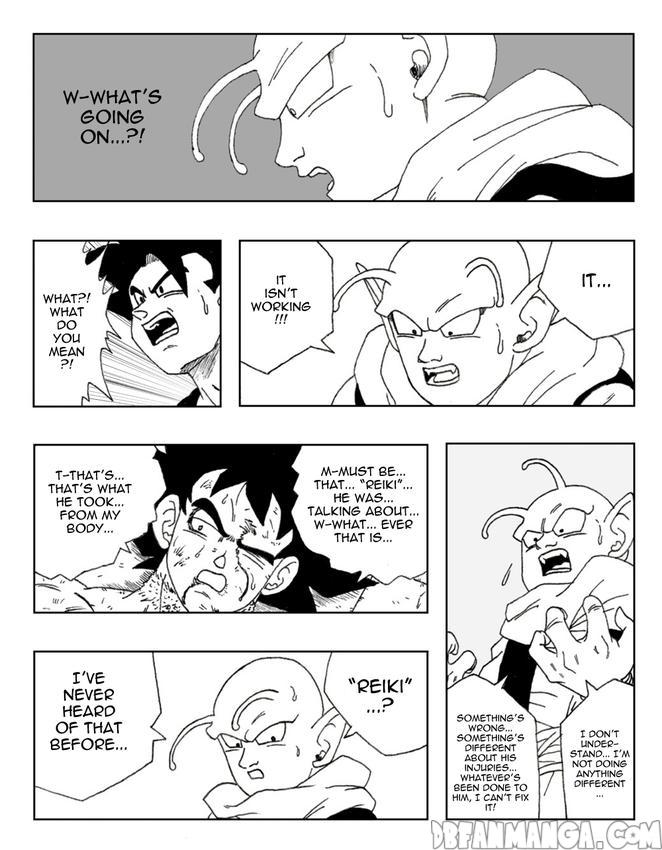 W-WHAT'S
GOING
ON...?!
IT...
IT
ISN'T
WORKING
!!!
WHAT?!
WHAT
DO
YOU
MEAN
?!
I DON'T
UNDER-
STAND... I'M
NOT DOING
ANYTHING
DIFFERENT
...
SOMETHING'S
WRONG...
SOMETHING'S
DIFFERENT
ABOUT HIS
INJURIES...
WHATEVER'S
BEEN DONE TO
HIM, I CAN'T FIX
IT!
M-MUST BE...
THAT... "REIKI"...
HE WAS...
TALKING ABOUT...
W-WHAT... EVER
THAT IS...
T-THAT'S...
THAT'S WHAT
HE TOOK...
FROM MY
BODY...
"REIKI"
...?
I'VE
NEVER
HEARD
OF THAT
BEFORE...
DBFANMANGA.COM